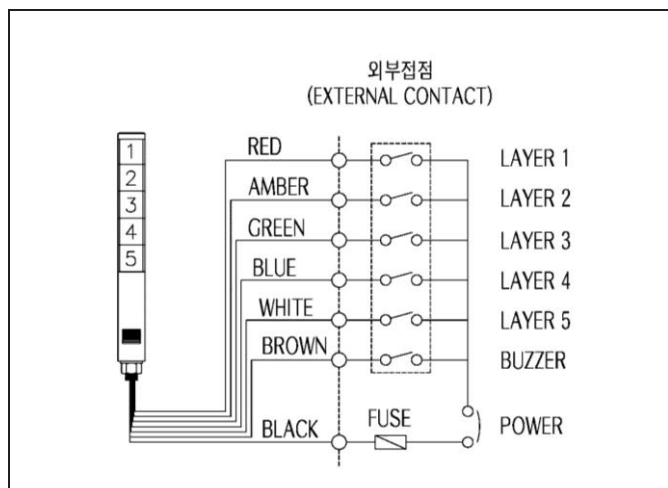 외부접점
(EXTERNAL CONTACT)
1
2
3
4
5
RED
LAYER 1
AMBER
LAYER 2
GREEN
LAYER 3
BLUE
LAYER 4
WHITE
LAYER 5
BROWN
BUZZER
BLACK
FUSE
POWER